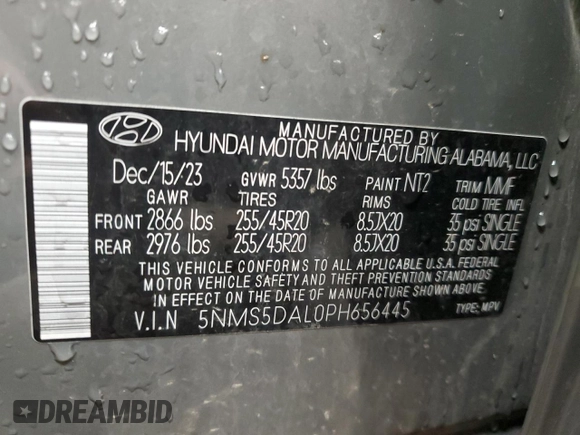 MANUFACTURED BY
HYUNDAI MOTOR MANUFACTURING ALABAMA, LLC
Dec/15/23 GVWR 5357 lbs PAINT NT2 TRIM MMF
GAWR TIRES RIMS COLD TIRE INFL
FRONT 2866 lbs 255/45R20 8.5JX20 35 psi SINGLE
REAR 2976 lbs 255/45R20 8.5JX20 35 psi SINGLE
THIS VEHICLE CONFORMS TO ALL APPLICABLE U.S.A. FEDERAL
MOTOR VEHICLE SAFETY AND THEFT PREVENTION STANDARDS
IN EFFECT ON THE DATE OF MANUFACTURE SHOWN ABOVE.
V.I.N 5NMS5DAL0PH656445 TYPE: MPV
DREAMBID